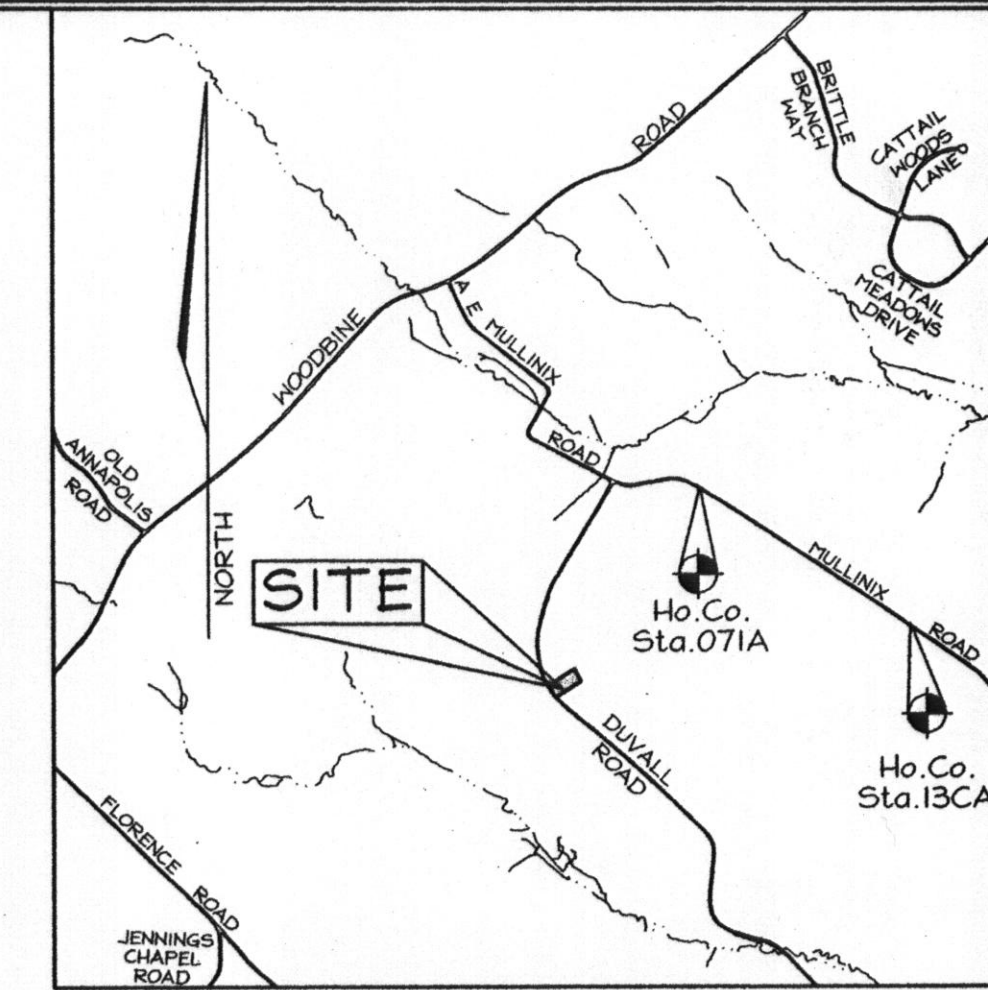 ROAD
BRITTLE
BRANCH
WAY
CATTAIL
WOODS
LANE
CATTAIL
MEADOWS
DRIVE
WOODBINE
A E MULLINIX
ROAD
OLD
ANNAPOLIS
ROAD
NORTH
SITE
Ho.Co.
Sta.071A
MULLINIX
ROAD
Ho.Co.
Sta.13CA
DUVALL
ROAD
FLORENCE ROAD
JENNINGS
CHAPEL
ROAD